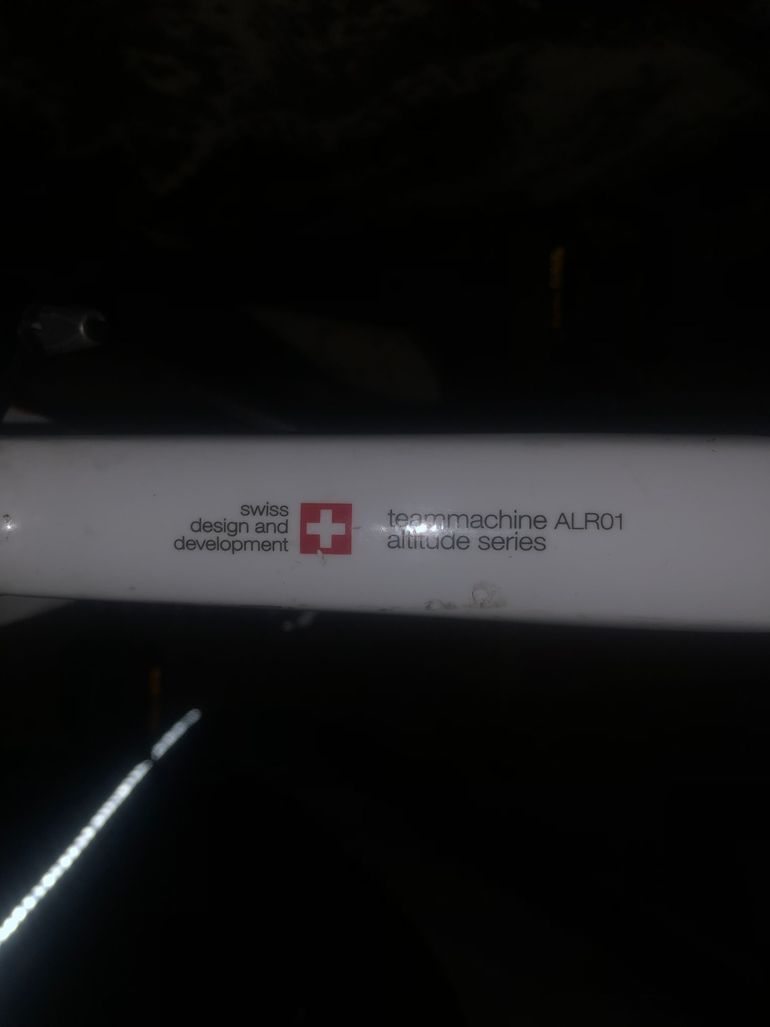 swiss
design and
development
teammachine ALR01
altitude series